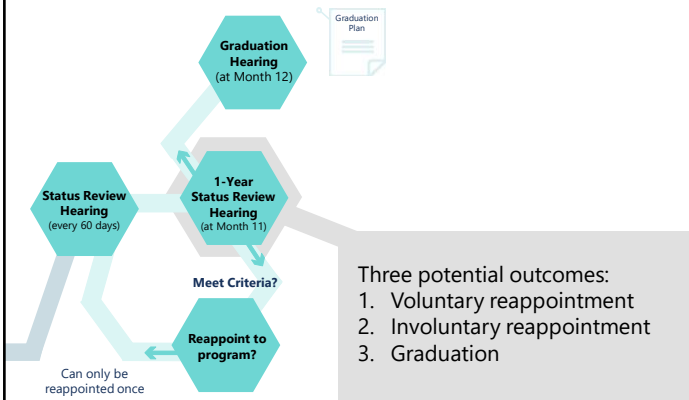 Graduation
Plan
Graduation
Hearing
(at Month 12)
Status Review
Hearing
(every 60 days)
1-Year
Status Review
Hearing
(at Month 11)
Meet Criteria?
Reappoint to
program?
Can only be
reappointed once
Three potential outcomes:
1. Voluntary reappointment
2. Involuntary reappointment
3. Graduation